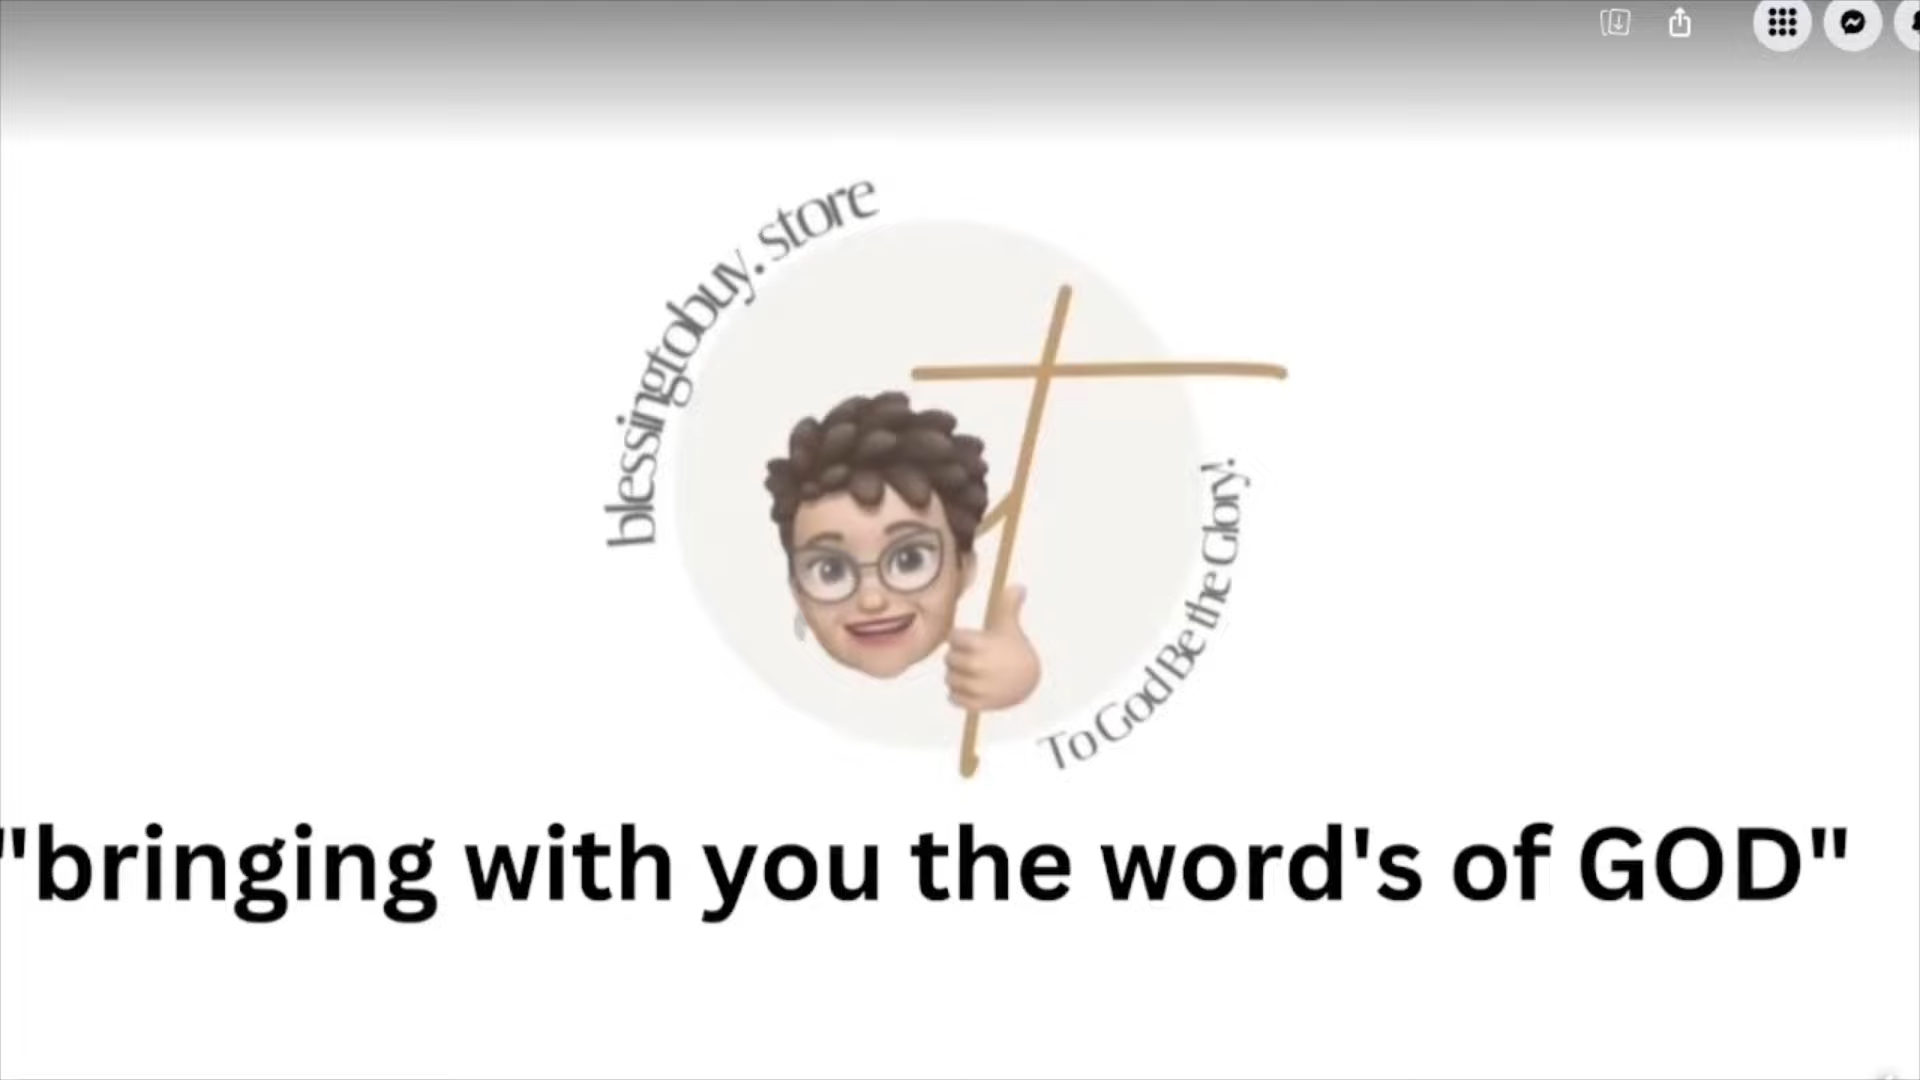 blessingtobuy.store
To God Be the Glory!
"bringing with you the word's of GOD"